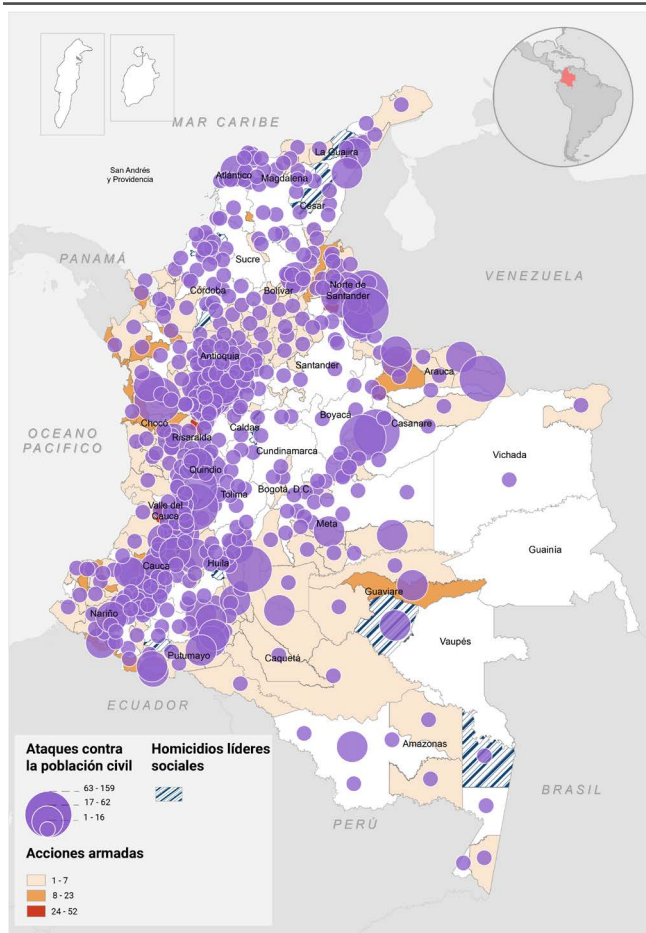 MAR CARIBE
La Guajira
Atlántico
Magdalena
San Andrés
y Providencia
Cesar
PANAMÁ
Sucre
VENEZUELA
Córdoba
Bolívar
Norte de
Santander
Antioquia
Santander
Arauca
Chocó
Boyacá
Casanare
OCEANO
PACIFICO
Risaralda
Caldas
Cundinamarca
Vichada
Quindío
Tolima
Bogotá, D.C.
Valle del
Cauca
Meta
Guainía
Cauca
Huila
Guaviare
Nariño
Vaupés
Putumayo
Caquetá
ECUADOR
Amazonas
BRASIL
PERÚ
Ataques contra
la población civil
63 - 159
17 - 62
1 - 16
Homicidios líderes
sociales
Acciones armadas
1 - 7
8 - 23
24 - 52